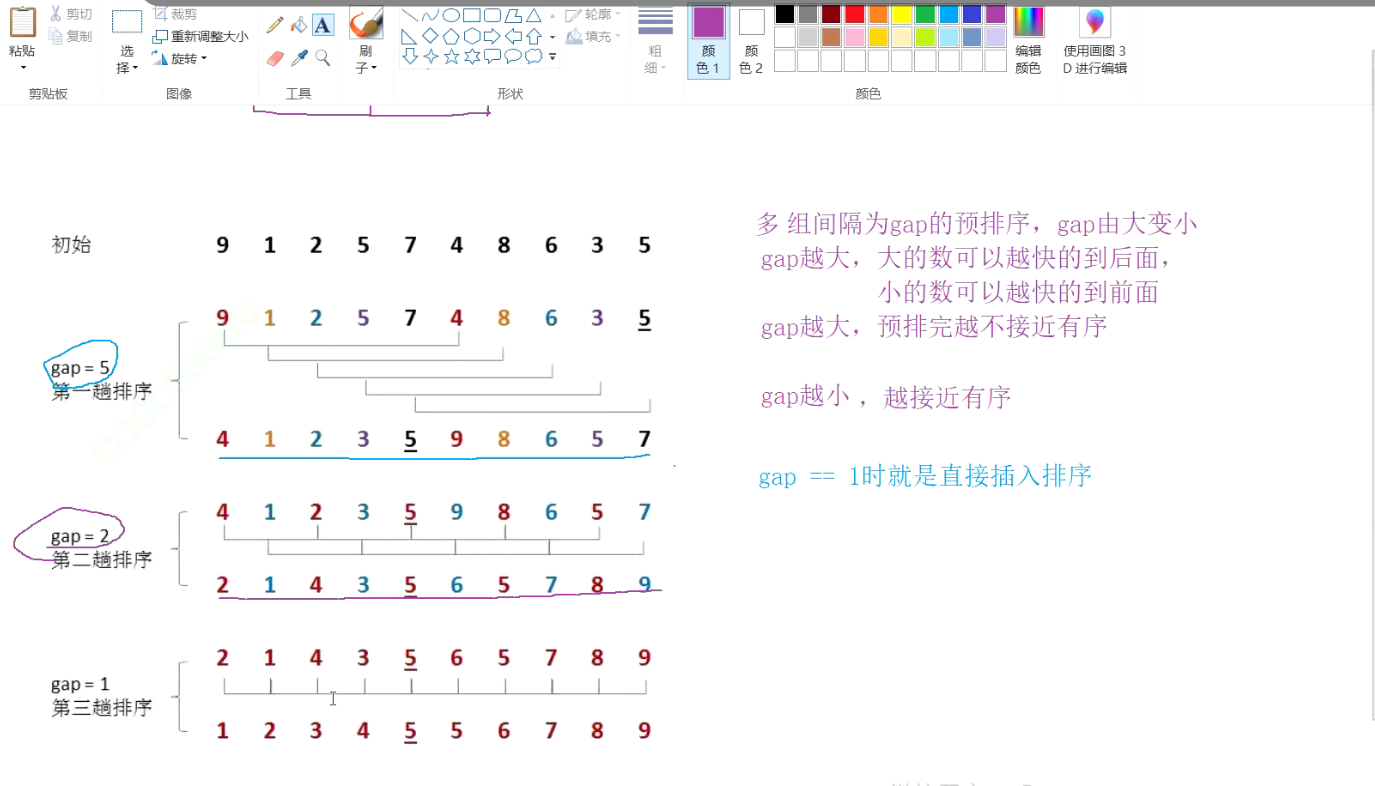 剪切 裁剪
粘贴 复制 重新调整大小
选择 旋转
A
刷子
轮廓
填充
粗细
颜色 1
颜色 2
编辑颜色
使用画图 3D 进行编辑
剪贴板 图像 工具 形状 颜色
初始 9 1 2 5 7 4 8 6 3 5
9 1 2 5 7 4 8 6 3 5
gap = 5
第一趟排序
4 1 2 3 5 9 8 6 5 7
4 1 2 3 5 9 8 6 5 7
gap = 2
第二趟排序
2 1 4 3 5 6 5 7 8 9
2 1 4 3 5 6 5 7 8 9
gap = 1
第三趟排序
1 2 3 4 5 5 6 7 8 9
多 组间隔为gap的预排序，gap由大变小
gap越大，大的数可以越快的到后面，
小的数可以越快的到前面
gap越大，预排完越不接近有序
gap越小 ，越接近有序
gap == 1时就是直接插入排序